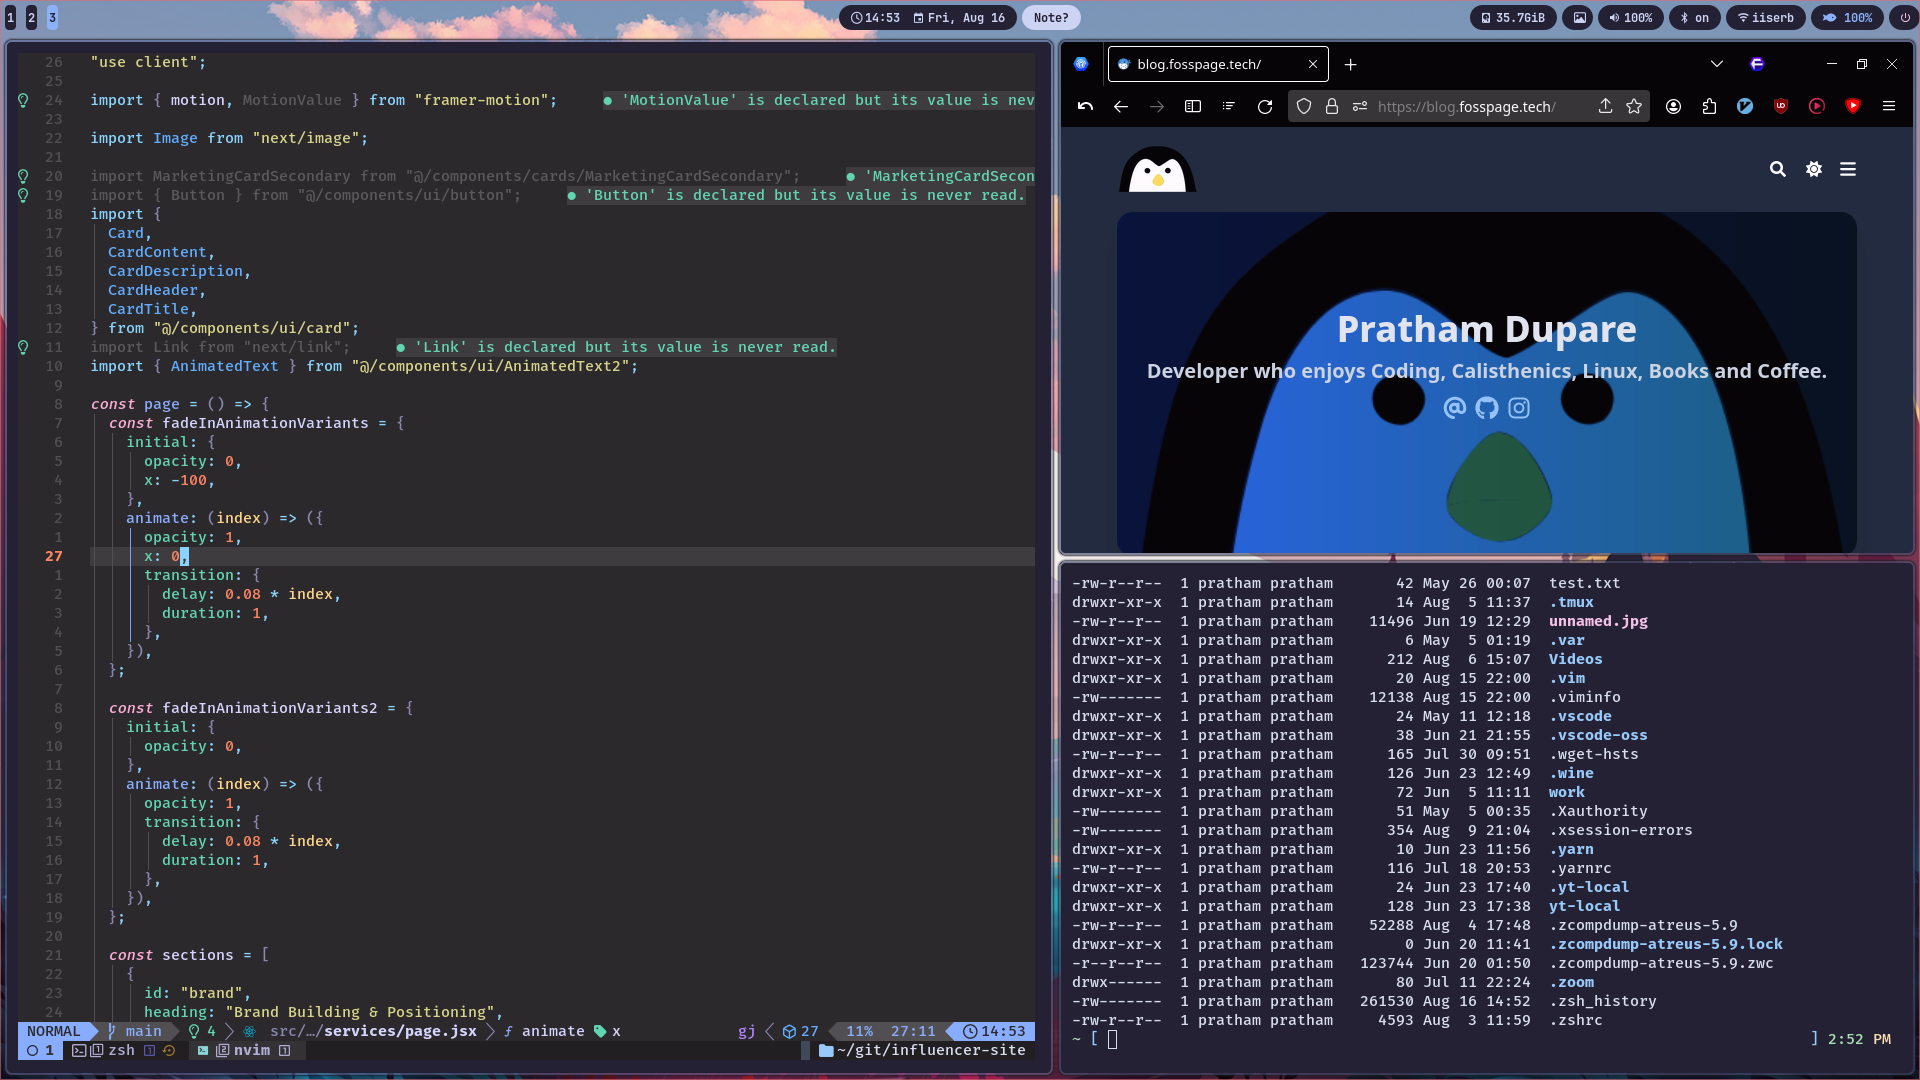 1 2 3
14:53 Fri, Aug 16 Note?
35.7GiB 100% on iiserb 100%
26 "use client";
25
24 import { motion, MotionValue } from "framer-motion"; ● 'MotionValue' is declared but its value is nev
23
22 import Image from "next/image";
21
20 import MarketingCardSecondary from "@/components/cards/MarketingCardSecondary"; ● 'MarketingCardSecon
19 import { Button } from "@/components/ui/button"; ● 'Button' is declared but its value is never read.
18 import {
17 Card,
16 CardContent,
15 CardDescription,
14 CardHeader,
13 CardTitle,
12 } from "@/components/ui/card";
11 import Link from "next/link"; ● 'Link' is declared but its value is never read.
10 import { AnimatedText } from "@/components/ui/AnimatedText2";
9
8 const page = () => {
7 const fadeInAnimationVariants = {
6 initial: {
5 opacity: 0,
4 x: -100,
3 },
2 animate: (index) => ({
1 opacity: 1,
27 x: 0,
1 transition: {
2 delay: 0.08 * index,
3 duration: 1,
4 },
5 }),
6 };
7
8 const fadeInAnimationVariants2 = {
9 initial: {
10 opacity: 0,
11 },
12 animate: (index) => ({
13 opacity: 1,
14 transition: {
15 delay: 0.08 * index,
16 duration: 1,
17 },
18 }),
19 };
20
21 const sections = [
22 {
23 id: "brand",
24 heading: "Brand Building & Positioning",
NORMAL main 4 src/…/services/page.jsx ƒ animate x gj 27 11% 27:11 14:53
1 zsh 1 nvim 1 ~/git/influencer-site
blog.fosspage.tech/
https://blog.fosspage.tech/
Pratham Dupare
Developer who enjoys Coding, Calisthenics, Linux, Books and Coffee.
-rw-r--r-- 1 pratham pratham 42 May 26 00:07 test.txt
drwxr-xr-x 1 pratham pratham 14 Aug 5 11:37 .tmux
-rw-r--r-- 1 pratham pratham 11496 Jun 19 12:29 unnamed.jpg
drwxr-xr-x 1 pratham pratham 6 May 5 01:19 .var
drwxr-xr-x 1 pratham pratham 212 Aug 6 15:07 Videos
drwxr-xr-x 1 pratham pratham 20 Aug 15 22:00 .vim
-rw------- 1 pratham pratham 12138 Aug 15 22:00 .viminfo
drwxr-xr-x 1 pratham pratham 24 May 11 12:18 .vscode
drwxr-xr-x 1 pratham pratham 38 Jun 21 21:55 .vscode-oss
-rw-r--r-- 1 pratham pratham 165 Jul 30 09:51 .wget-hsts
drwxr-xr-x 1 pratham pratham 126 Jun 23 12:49 .wine
drwxr-xr-x 1 pratham pratham 72 Jun 5 11:11 work
-rw------- 1 pratham pratham 51 May 5 00:35 .Xauthority
-rw------- 1 pratham pratham 354 Aug 9 21:04 .xsession-errors
drwxr-xr-x 1 pratham pratham 10 Jun 23 11:56 .yarn
-rw-r--r-- 1 pratham pratham 116 Jul 18 20:53 .yarnrc
drwxr-xr-x 1 pratham pratham 24 Jun 23 17:40 .yt-local
drwxr-xr-x 1 pratham pratham 128 Jun 23 17:38 yt-local
-rw-r--r-- 1 pratham pratham 52288 Aug 4 17:48 .zcompdump-atreus-5.9
drwxr-xr-x 1 pratham pratham 0 Jun 20 11:41 .zcompdump-atreus-5.9.lock
-r--r--r-- 1 pratham pratham 123744 Jun 20 01:50 .zcompdump-atreus-5.9.zwc
drwx------ 1 pratham pratham 80 Jul 11 22:24 .zoom
-rw------- 1 pratham pratham 261530 Aug 16 14:52 .zsh_history
-rw-r--r-- 1 pratham pratham 4593 Aug 3 11:59 .zshrc
~ [ ] 2:52 PM